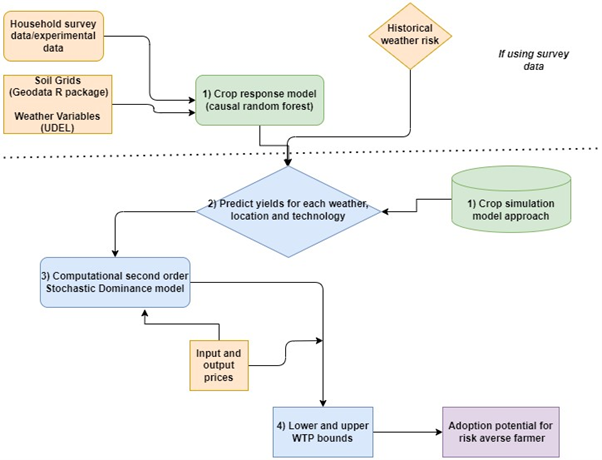 Household survey
data/experimental
data
Historical
weather risk
If using survey
data
Soil Grids
(Geodata R package)
Weather Variables
(UDEL)
1) Crop response model
(causal random forest)
2) Predict yields for each weather,
location and technology
1) Crop simulation
model approach
3) Computational second order
Stochastic Dominance model
Input and
output
prices
4) Lower and upper
WTP bounds
Adoption potential for
risk averse farmer